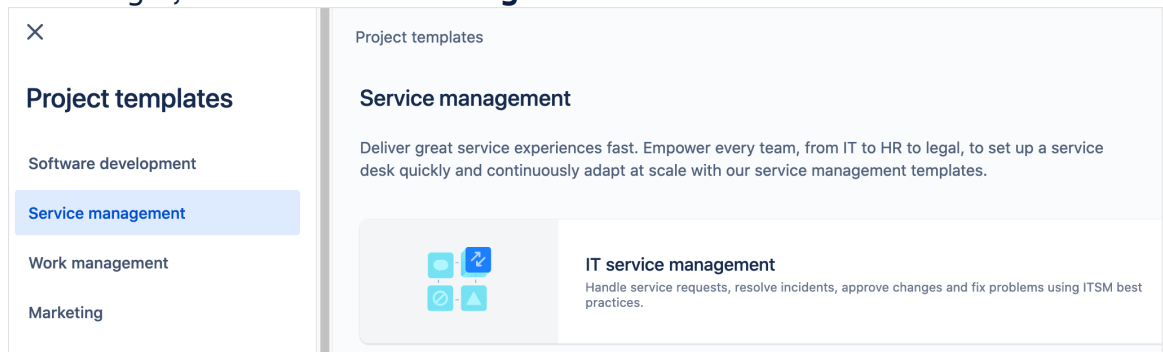 Project templates
Software development
Service management
Work management
Marketing
Project templates
Service management
Deliver great service experiences fast. Empower every team, from IT to HR to legal, to set up a service
desk quickly and continuously adapt at scale with our service management templates.
IT service management
Handle service requests, resolve incidents, approve changes and fix problems using ITSM best
practices.